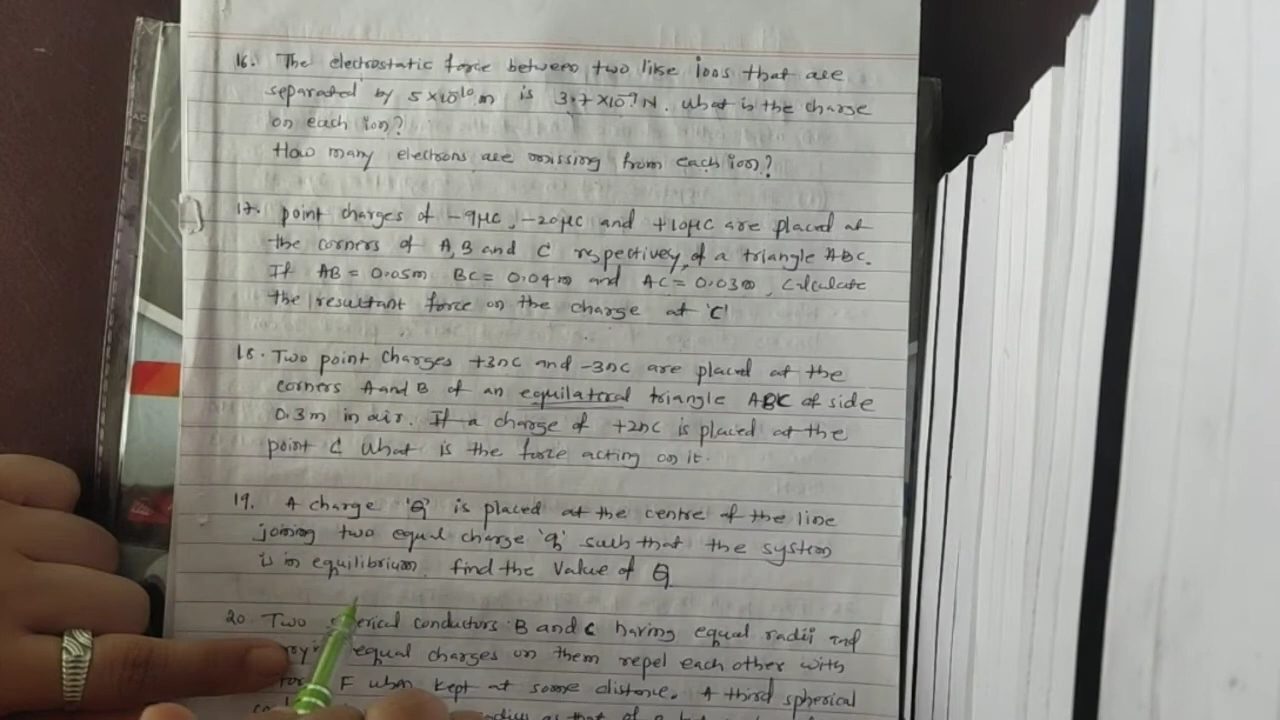 16. The electrostatic force between two like ions that are
separated by 5×10¹⁰m is 3.7×10⁻⁹N. What is the charge
on each ion?
How many electrons are missing from each ion?
17. point charges of -9μc, -20μc and +10μc are placed at
the corners of A, B and C respectivey, of a triangle ABC.
If AB = 0.05m BC = 0.04m and AC = 0.03m, Calculate
the resultant force on the charge at 'C'
18. Two point charges +3nc and -3nc are placed at the
corners A and B of an equilateral triangle ABC of side
0.3m in air. If a charge of +2nc is placed at the
point C What is the force acting on it.
19. A charge 'Q' is placed at the centre of the line
joining two equal charge 'q' such that the system
is in equilibrium. find the Value of Q
20. Two conductors B and C having equal radii and
equal charges on them repel each other with
F when kept at some distance. A third spherical
as that of